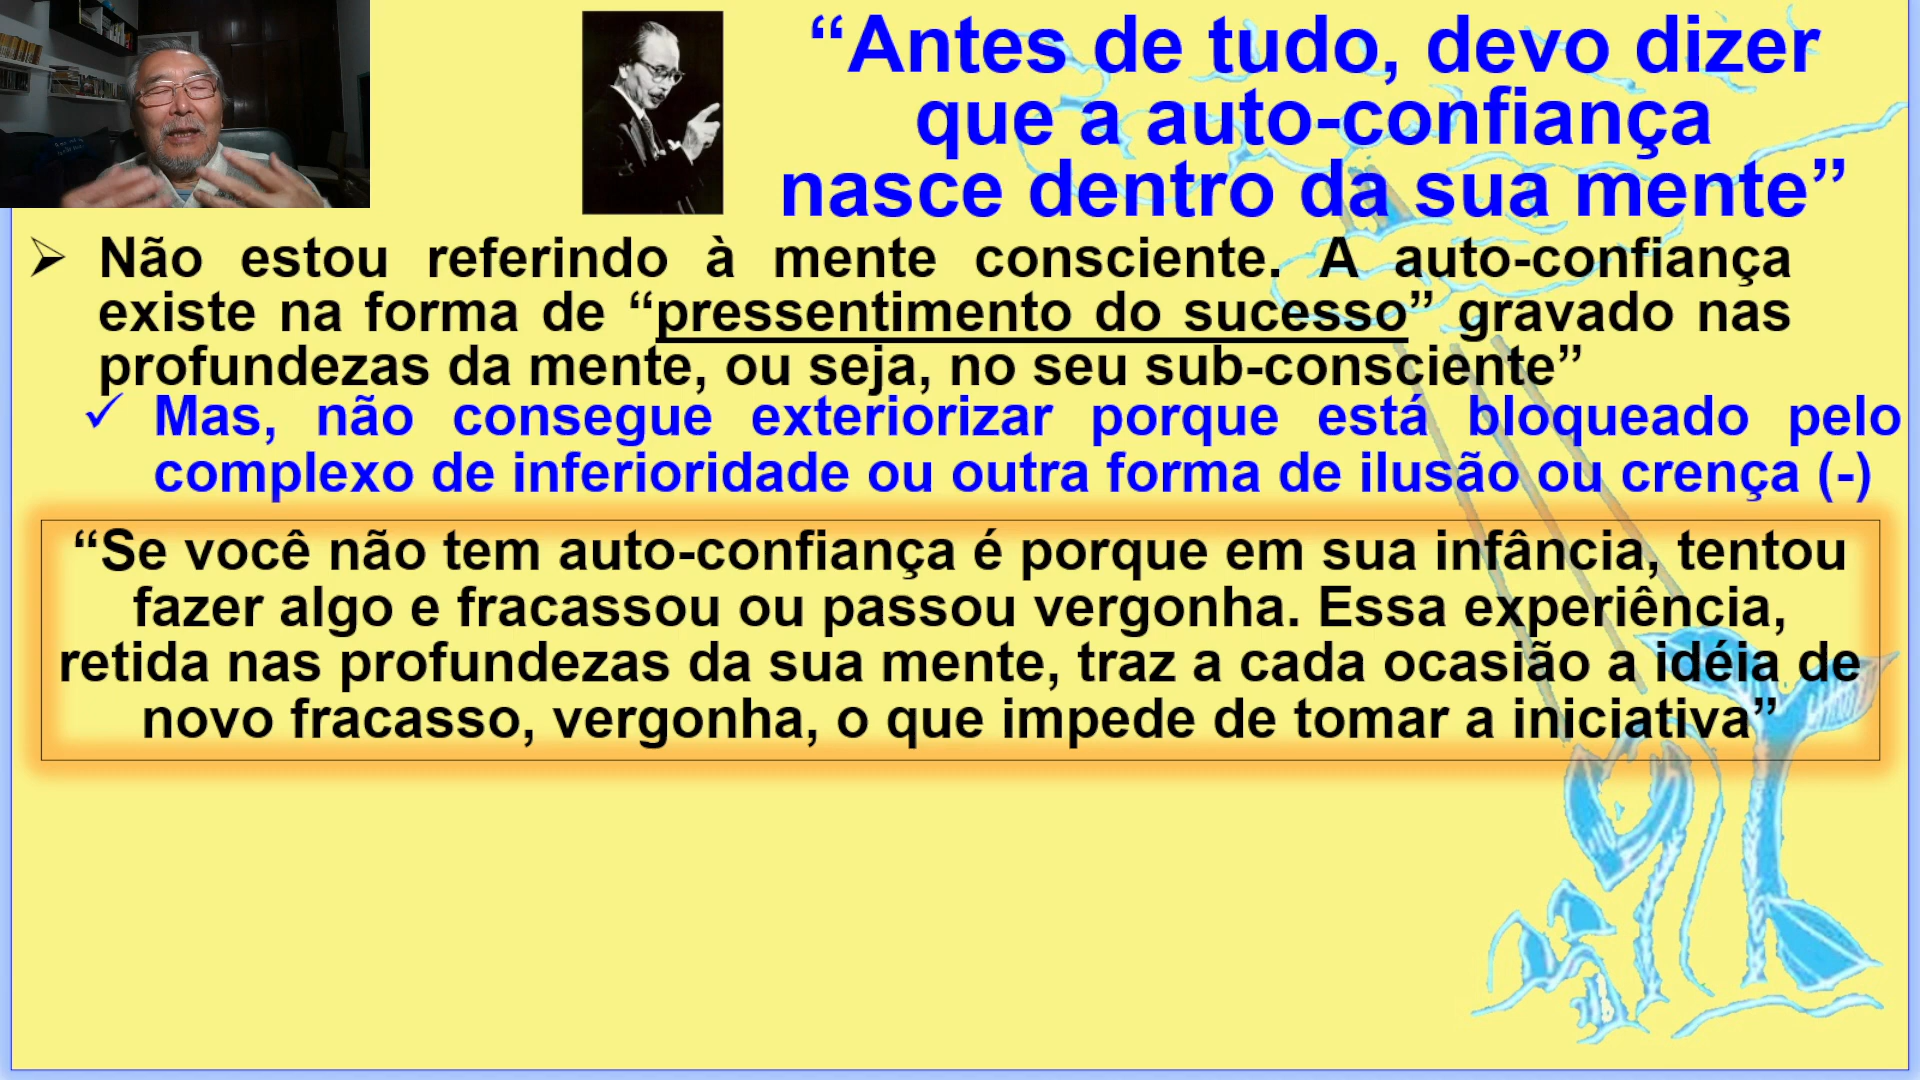 “Antes de tudo, devo dizer
que a auto-confiança
nasce dentro da sua mente”
Não estou referindo à mente consciente. A auto-confiança
existe na forma de “pressentimento do sucesso” gravado nas
profundezas da mente, ou seja, no seu sub-consciente”
Mas, não consegue exteriorizar porque está bloqueado pelo
complexo de inferioridade ou outra forma de ilusão ou crença (-)
“Se você não tem auto-confiança é porque em sua infância, tentou
fazer algo e fracassou ou passou vergonha. Essa experiência,
retida nas profundezas da sua mente, traz a cada ocasião a idéia de
novo fracasso, vergonha, o que impede de tomar a iniciativa”